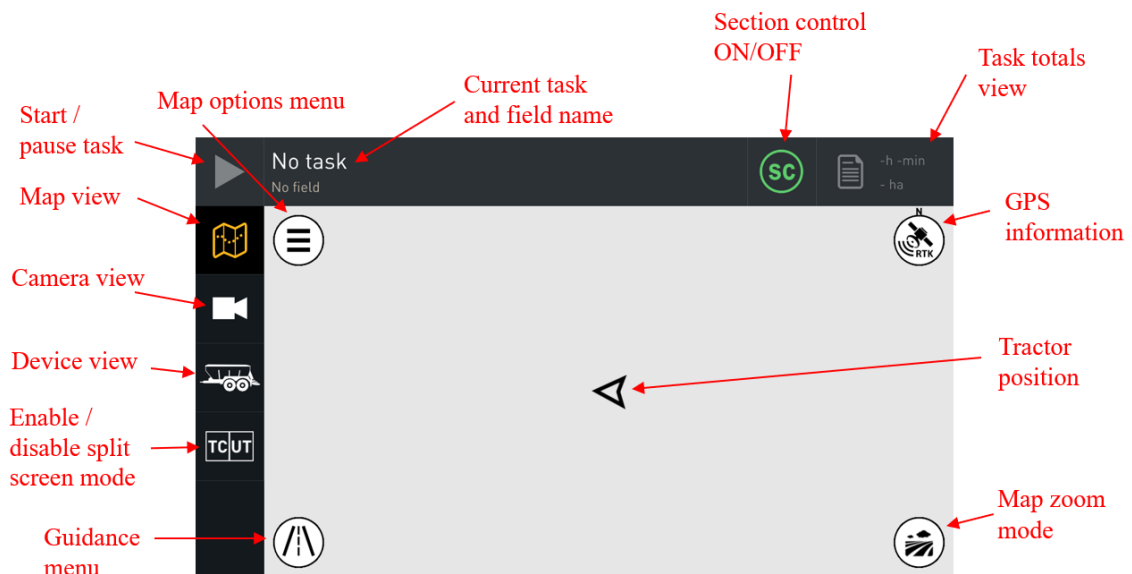 Section control
ON/OFF
Task totals
view
Current task
and field name
Map options menu
Start /
pause task
No task
No field
SC
-h -min
- ha
Map view
N
RTK
GPS
information
Camera view
Device view
Tractor
position
Enable /
disable split
screen mode
TC UT
Map zoom
mode
Guidance
menu